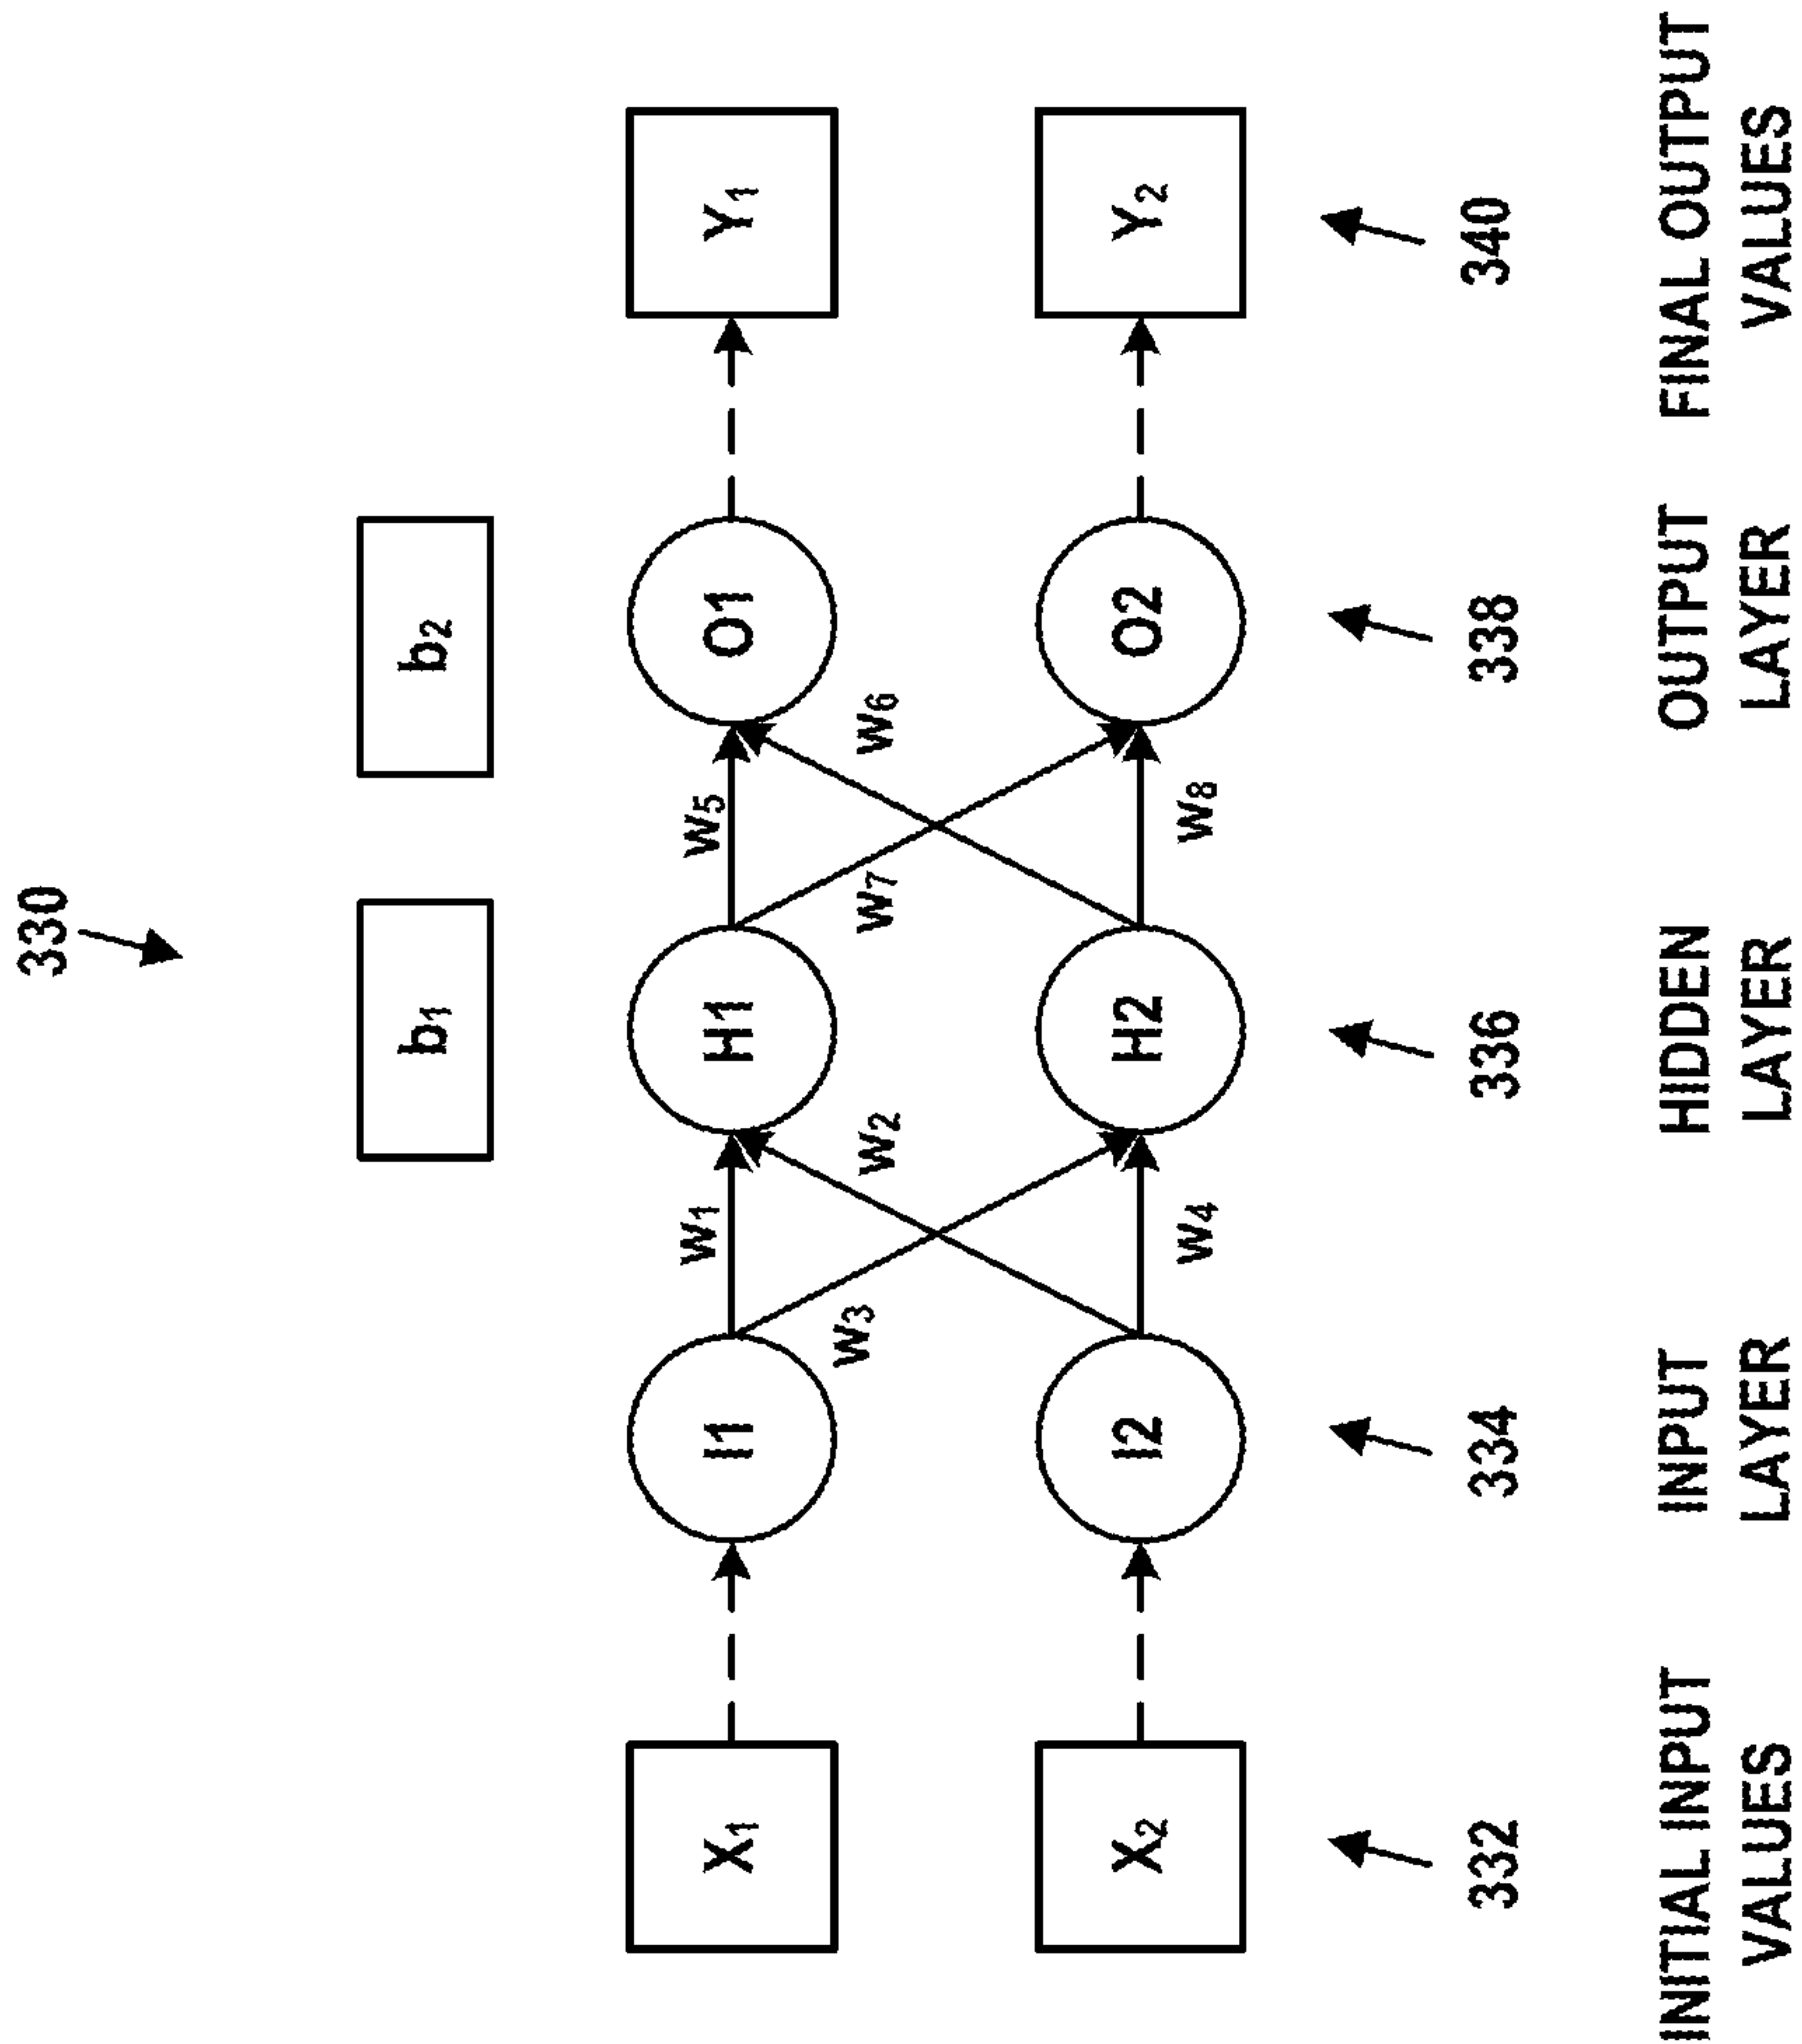 330
b1
b2
X1
I1
H1
O1
Y1
W1
W5
W3
W2
W7
W6
X2
I2
H2
O2
Y2
W4
W8
332
334
336
338
340
INITIAL INPUT
VALUES
INPUT
LAYER
HIDDEN
LAYER
OUTPUT
LAYER
FINAL OUTPUT
VALUES